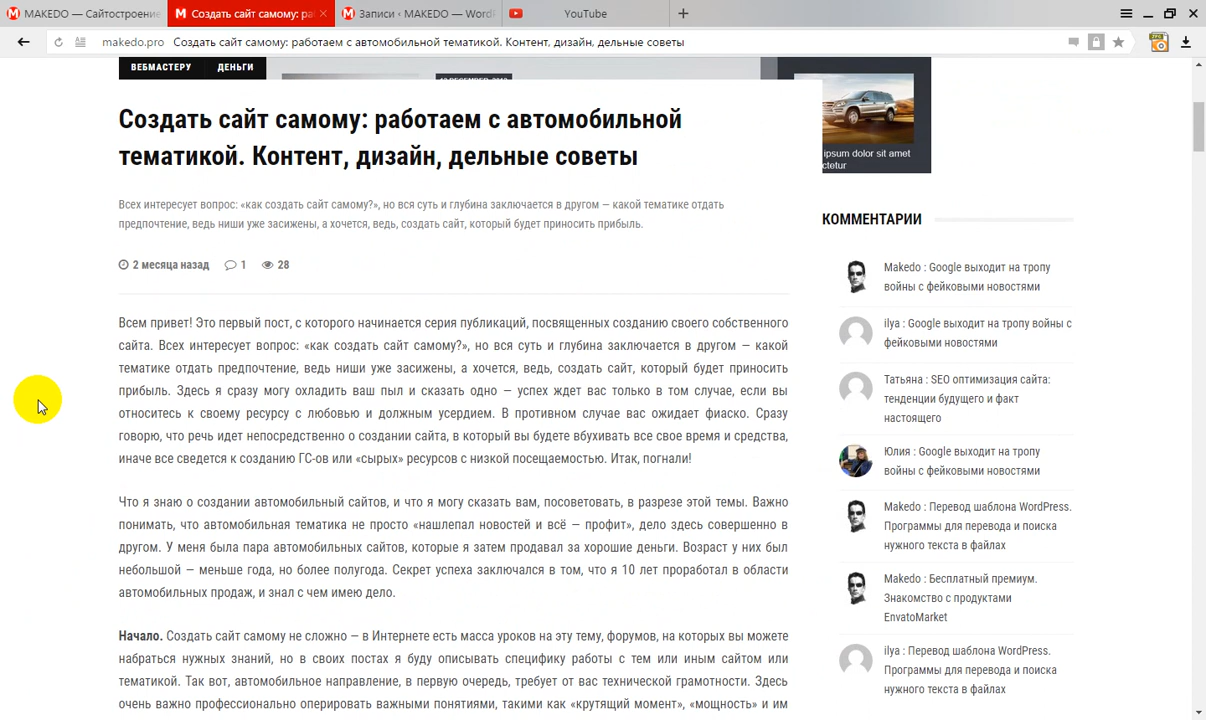 MAKEDO — Сайтостроение
Создать сайт самому: ра
Записи ‹ MAKEDO — Word
YouTube
makedo.pro Создать сайт самому: работаем с автомобильной тематикой. Контент, дизайн, дельные советы
ВЕБМАСТЕРУ ДЕНЬГИ
ipsum dolor sit amet
ctetur
Создать сайт самому: работаем с автомобильной
тематикой. Контент, дизайн, дельные советы
Всех интересует вопрос: «как создать сайт самому?», но вся суть и глубина заключается в другом — какой тематике отдать
предпочтение, ведь ниши уже засижены, а хочется, ведь, создать сайт, который будет приносить прибыль.
2 месяца назад 1 28
Всем привет! Это первый пост, с которого начинается серия публикаций, посвященных созданию своего собственного
сайта. Всех интересует вопрос: «как создать сайт самому?», но вся суть и глубина заключается в другом — какой
тематике отдать предпочтение, ведь ниши уже засижены, а хочется, ведь, создать сайт, который будет приносить
прибыль. Здесь я сразу могу охладить ваш пыл и сказать одно — успех ждет вас только в том случае, если вы
относитесь к своему ресурсу с любовью и должным усердием. В противном случае вас ожидает фиаско. Сразу
говорю, что речь идет непосредственно о создании сайта, в который вы будете вбухивать все свое время и средства,
иначе все сведется к созданию ГС-ов или «сырых» ресурсов с низкой посещаемостью. Итак, погнали!
Что я знаю о создании автомобильный сайтов, и что я могу сказать вам, посоветовать, в разрезе этой темы. Важно
понимать, что автомобильная тематика не просто «нашлепал новостей и всё — профит», дело здесь совершенно в
другом. У меня была пара автомобильных сайтов, которые я затем продавал за хорошие деньги. Возраст у них был
небольшой — меньше года, но более полугода. Секрет успеха заключался в том, что я 10 лет проработал в области
автомобильных продаж, и знал с чем имею дело.
Начало. Создать сайт самому не сложно — в Интернете есть масса уроков на эту тему, форумов, на которых вы можете
набраться нужных знаний, но в своих постах я буду описывать специфику работы с тем или иным сайтом или
тематикой. Так вот, автомобильное направление, в первую очередь, требует от вас технической грамотности. Здесь
очень важно профессионально оперировать важными понятиями, такими как «крутящий момент», «мощность» и им
КОММЕНТАРИИ
Makedo : Google выходит на тропу
войны с фейковыми новостями
ilya : Google выходит на тропу войны с
фейковыми новостями
Татьяна : SEO оптимизация сайта:
тенденции будущего и факт
настоящего
Юлия : Google выходит на тропу
войны с фейковыми новостями
Makedo : Перевод шаблона WordPress.
Программы для перевода и поиска
нужного текста в файлах
Makedo : Бесплатный премиум.
Знакомство с продуктами
EnvatoMarket
ilya : Перевод шаблона WordPress.
Программы для перевода и поиска
нужного текста в файлах